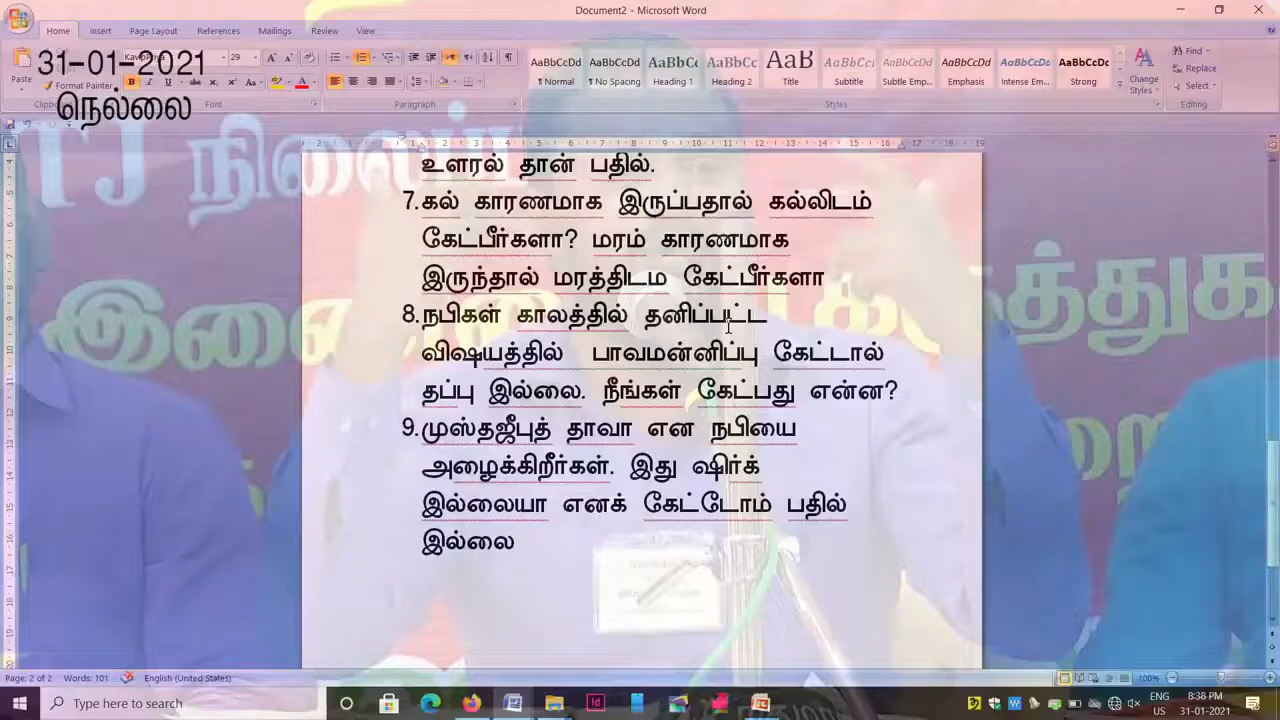 Document2 - Microsoft Word
Home Insert Page Layout References Mailings Review View
31-01-2021
நெல்லை
Paste
Format Painter
29
AaBbCcDd AaBbCcDd AaBbCc AaBbCc AaB AaBbCcDd AaBbCcDd AaBbCcDd AaBbCcDd AaBbCcDc
¶ Normal ¶ No Spacing Heading 1 Heading 2 Title Subtitle Subtle Emp... Emphasis Intense Em... Strong
Change Styles
Find
Replace
Select
Font Paragraph Styles Editing
TJ நிலைய
உளரல் தான் பதில்.
7.கல் காரணமாக இருப்பதால் கல்லிடம்
கேட்பீர்களா? மரம் காரணமாக
இருந்தால் மரத்திடம கேட்பீர்களா
8.நபிகள் காலத்தில் தனிப்பட்ட
விஷயத்தில் பாவமன்னிப்பு கேட்டால்
தப்பு இல்லை. நீங்கள் கேட்பது என்ன?
9.முஸ்தஜீபுத் தாவா என நபியை
அழைக்கிறீர்கள். இது ஷிர்க்
இல்லையா எனக் கேட்டோம் பதில்
இல்லை
Page: 2 of 2 Words: 101 English (United States) 100%
Type here to search
ENG US
8:38 PM
31-01-2021